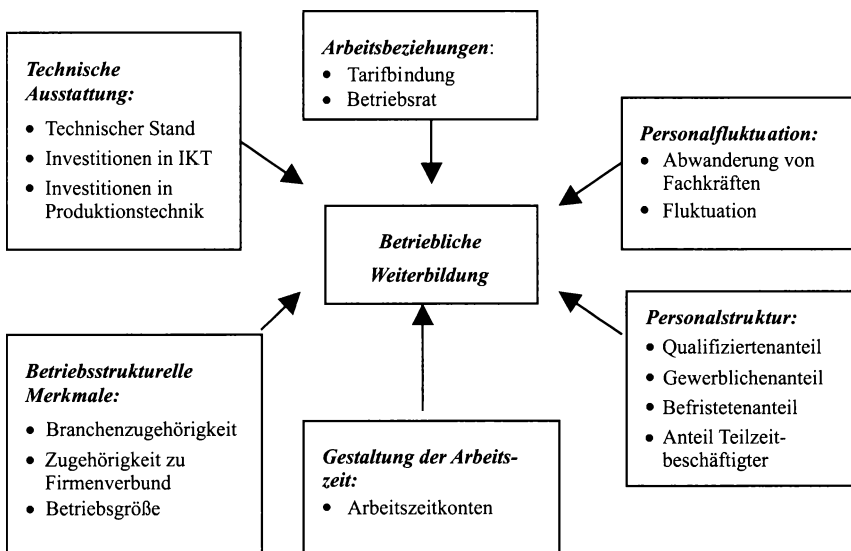 Technische
Ausstattung:
• Technischer Stand
• Investitionen in IKT
• Investitionen in
Produktionstechnik
Arbeitsbeziehungen:
• Tarifbindung
• Betriebsrat
Personalfluktuation:
• Abwanderung von
Fachkräften
• Fluktuation
Betriebliche
Weiterbildung
Betriebsstrukturelle
Merkmale:
• Branchenzugehörigkeit
• Zugehörigkeit zu
Firmenverbund
• Betriebsgröße
Gestaltung der Arbeits-
zeit:
• Arbeitszeitkonten
Personalstruktur:
• Qualifiziertenanteil
• Gewerblichenanteil
• Befristetenanteil
• Anteil Teilzeit-
beschäftigter